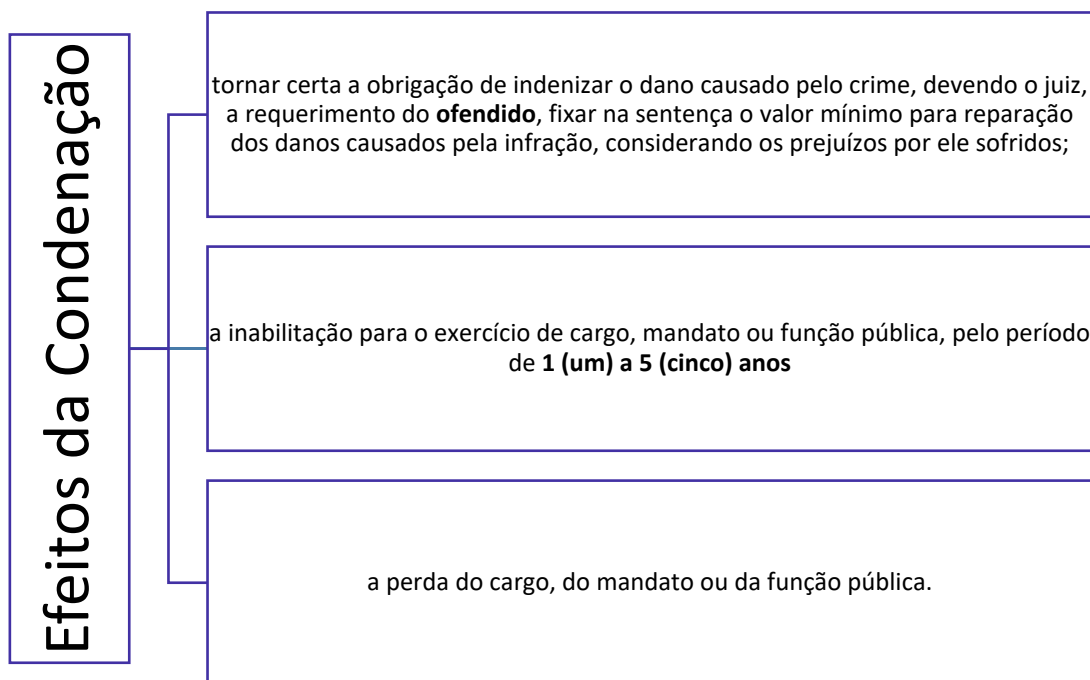 Efeitos da Condenação
tornar certa a obrigação de indenizar o dano causado pelo crime, devendo o juiz,
a requerimento do ofendido, fixar na sentença o valor mínimo para reparação
dos danos causados pela infração, considerando os prejuízos por ele sofridos;
a inabilitação para o exercício de cargo, mandato ou função pública, pelo período
de 1 (um) a 5 (cinco) anos
a perda do cargo, do mandato ou da função pública.